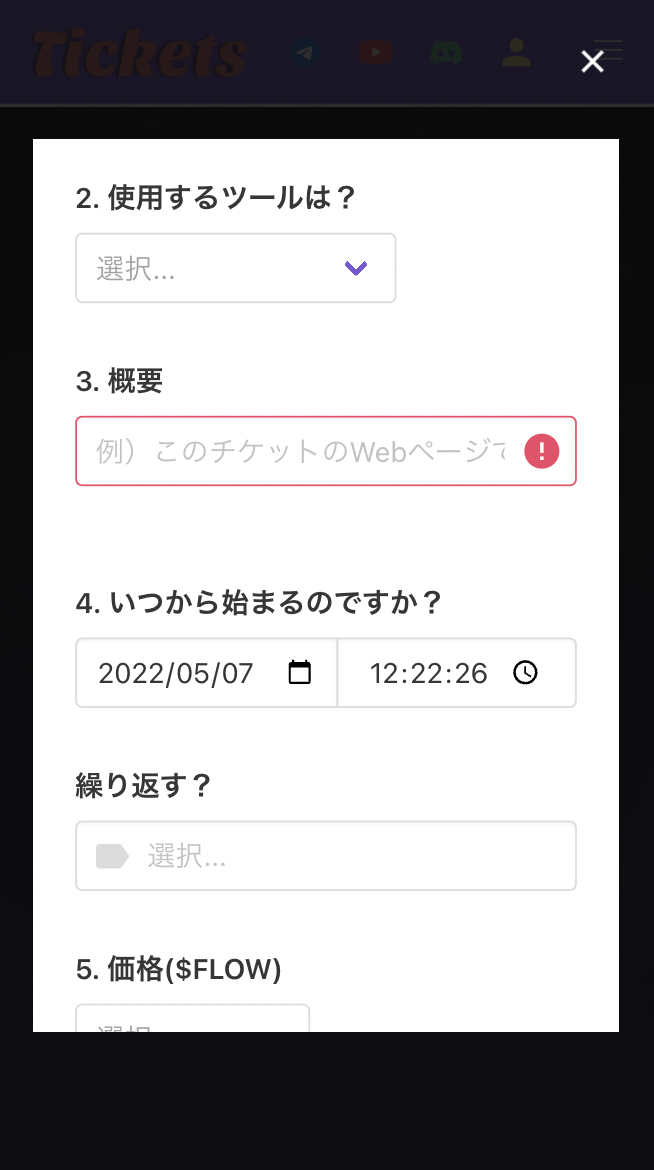 Tickets
2. 使用するツールは？
選択...
3. 概要
例）このチケットのWebページ
4. いつから始まるのですか？
2022/05/07 12:22:26
繰り返す？
選択...
5. 価格($FLOW)
選択